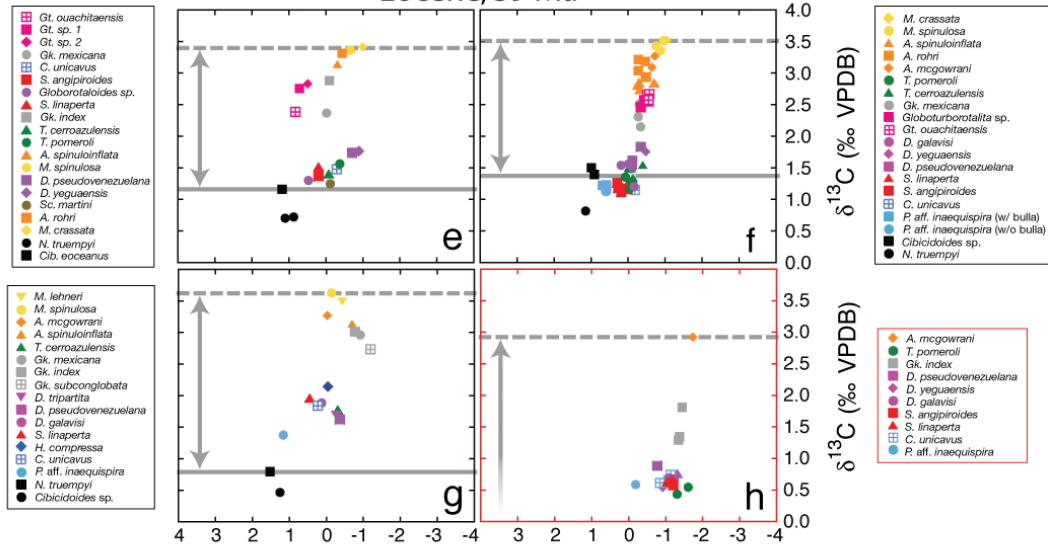 Gt. ouachitaensis
Gt. sp. 1
Gt. sp. 2
Gk. mexicana
C. unicavus
S. angiporoides
Globorotaloides sp.
S. linaperta
Gk. index
T. cerroazulensis
T. pomeroli
A. spinuloinflata
M. spinulosa
D. pseudovenezuelana
D. yeguaensis
Sc. martini
A. rohri
M. crassata
N. truempyi
Cib. eoceanus
e
f
4.0
3.5
3.0
2.5
2.0
1.5
1.0
0.5
0.0
δ13C (‰ VPDB)
M. crassata
M. spinulosa
A. spinuloinflata
A. rohri
A. mcgowrani
T. pomeroli
T. cerroazulensis
Gk. mexicana
Globoturborotalita sp.
Gt. ouachitaensis
D. galavisi
D. yeguaensis
D. pseudovenezuelana
S. linaperta
S. angiporoides
C. unicavus
P. aff. inaequispira (w/ bulla)
P. aff. inaequispira (w/o bulla)
Cibicidoides sp.
N. truempyi
M. lehneri
M. spinulosa
A. mcgowrani
A. spinuloinflata
T. cerroazulensis
Gk. mexicana
Gk. index
Gk. subconglobata
D. tripartita
D. pseudovenezuelana
D. galavisi
S. linaperta
H. compressa
C. unicavus
P. aff. inaequispira
N. truempyi
Cibicidoides sp.
g
h
3.5
3.0
2.5
2.0
1.5
1.0
0.5
0.0
δ13C (‰ VPDB)
A. mcgowrani
T. pomeroli
Gk. index
D. pseudovenezuelana
D. yeguaensis
D. galavisi
S. angiporoides
S. linaperta
C. unicavus
P. aff. inaequispira
4 3 2 1 0 -1 -2 -3 -4
3 2 1 0 -1 -2 -3 -4